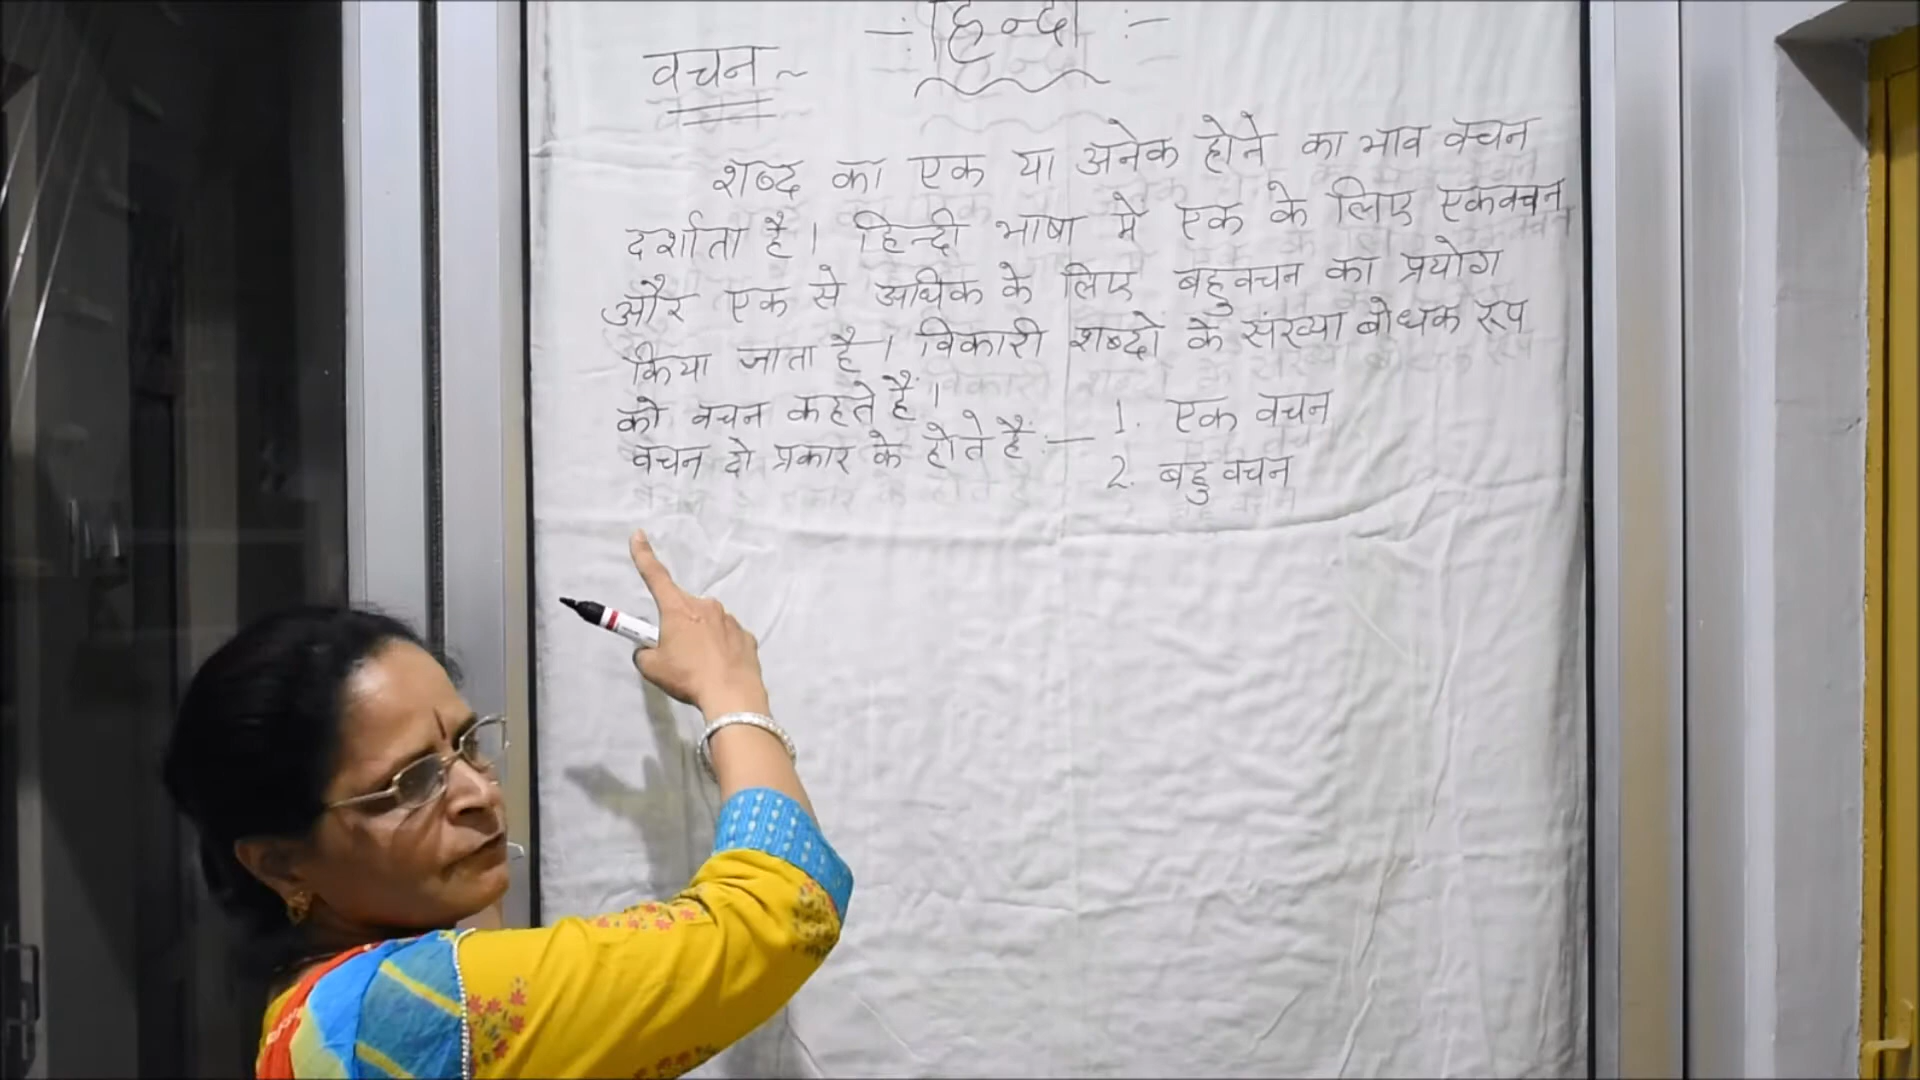 -: हिन्दी :-
वचन ~
शब्द का एक या अनेक होने का भाव वचन
दर्शाता है। हिन्दी भाषा में एक के लिए एकवचन
और एक से अधिक के लिए बहुवचन का प्रयोग
किया जाता है। विकारी शब्दो के संख्या बोधक रूप
को वचन कहते हैं।
वचन दो प्रकार के होते हैं :- 1. एक वचन
2. बहु वचन